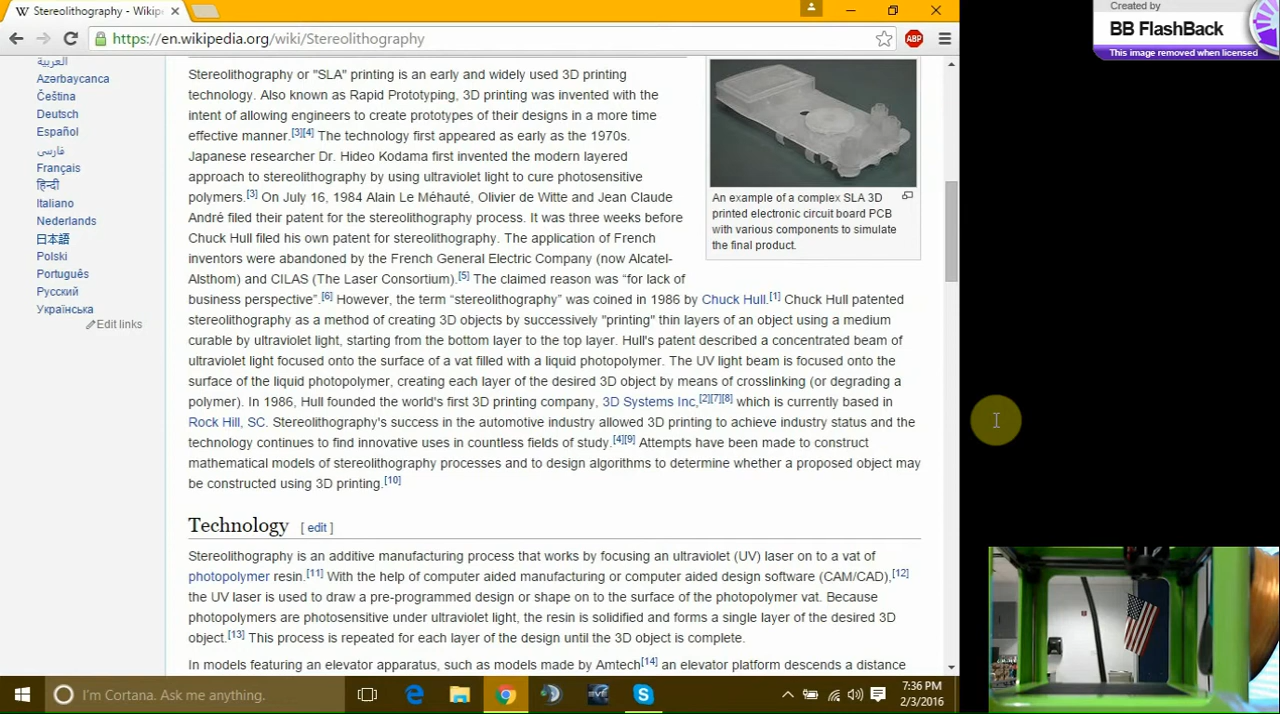 Stereolithography - Wikip
Created by
BB FlashBack
This image removed when licensed
https://en.wikipedia.org/wiki/Stereolithography
ABP
العربية
Azərbaycanca
Čeština
Deutsch
Español
فارسی
Français
हिन्दी
Italiano
Nederlands
日本語
Polski
Português
Русский
Українська
Edit links
Stereolithography or "SLA" printing is an early and widely used 3D printing
technology. Also known as Rapid Prototyping, 3D printing was invented with the
intent of allowing engineers to create prototypes of their designs in a more time
effective manner.[3][4] The technology first appeared as early as the 1970s.
Japanese researcher Dr. Hideo Kodama first invented the modern layered
approach to stereolithography by using ultraviolet light to cure photosensitive
polymers.[3] On July 16, 1984 Alain Le Méhauté, Olivier de Witte and Jean Claude
André filed their patent for the stereolithography process. It was three weeks before
Chuck Hull filed his own patent for stereolithography. The application of French
inventors were abandoned by the French General Electric Company (now Alcatel-
Alsthom) and CILAS (The Laser Consortium).[5] The claimed reason was “for lack of
business perspective”.[6] However, the term “stereolithography” was coined in 1986 by Chuck Hull.[1] Chuck Hull patented
stereolithography as a method of creating 3D objects by successively "printing" thin layers of an object using a medium
curable by ultraviolet light, starting from the bottom layer to the top layer. Hull's patent described a concentrated beam of
ultraviolet light focused onto the surface of a vat filled with a liquid photopolymer. The UV light beam is focused onto the
surface of the liquid photopolymer, creating each layer of the desired 3D object by means of crosslinking (or degrading a
polymer). In 1986, Hull founded the world's first 3D printing company, 3D Systems Inc,[2][7][8] which is currently based in
Rock Hill, SC. Stereolithography's success in the automotive industry allowed 3D printing to achieve industry status and the
technology continues to find innovative uses in countless fields of study.[4][9] Attempts have been made to construct
mathematical models of stereolithography processes and to design algorithms to determine whether a proposed object may
be constructed using 3D printing.[10]
An example of a complex SLA 3D
printed electronic circuit board PCB
with various components to simulate
the final product.
Technology [ edit ]
Stereolithography is an additive manufacturing process that works by focusing an ultraviolet (UV) laser on to a vat of
photopolymer resin.[11] With the help of computer aided manufacturing or computer aided design software (CAM/CAD),[12]
the UV laser is used to draw a pre-programmed design or shape on to the surface of the photopolymer vat. Because
photopolymers are photosensitive under ultraviolet light, the resin is solidified and forms a single layer of the desired 3D
object.[13] This process is repeated for each layer of the design until the 3D object is complete.
In models featuring an elevator apparatus, such as models made by Amtech[14] an elevator platform descends a distance
I'm Cortana. Ask me anything.
7:36 PM
2/3/2016